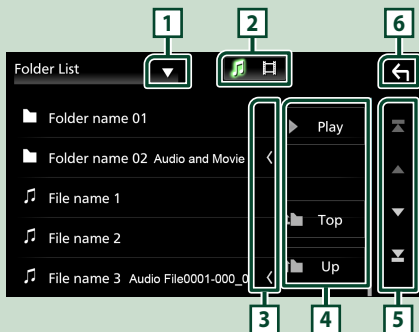 1 2 6
Folder List
Folder name 01 Play
Folder name 02 Audio and Movie
File name 1
File name 2 Top
File name 3 Audio File0001-000_0 Up
3 4 5